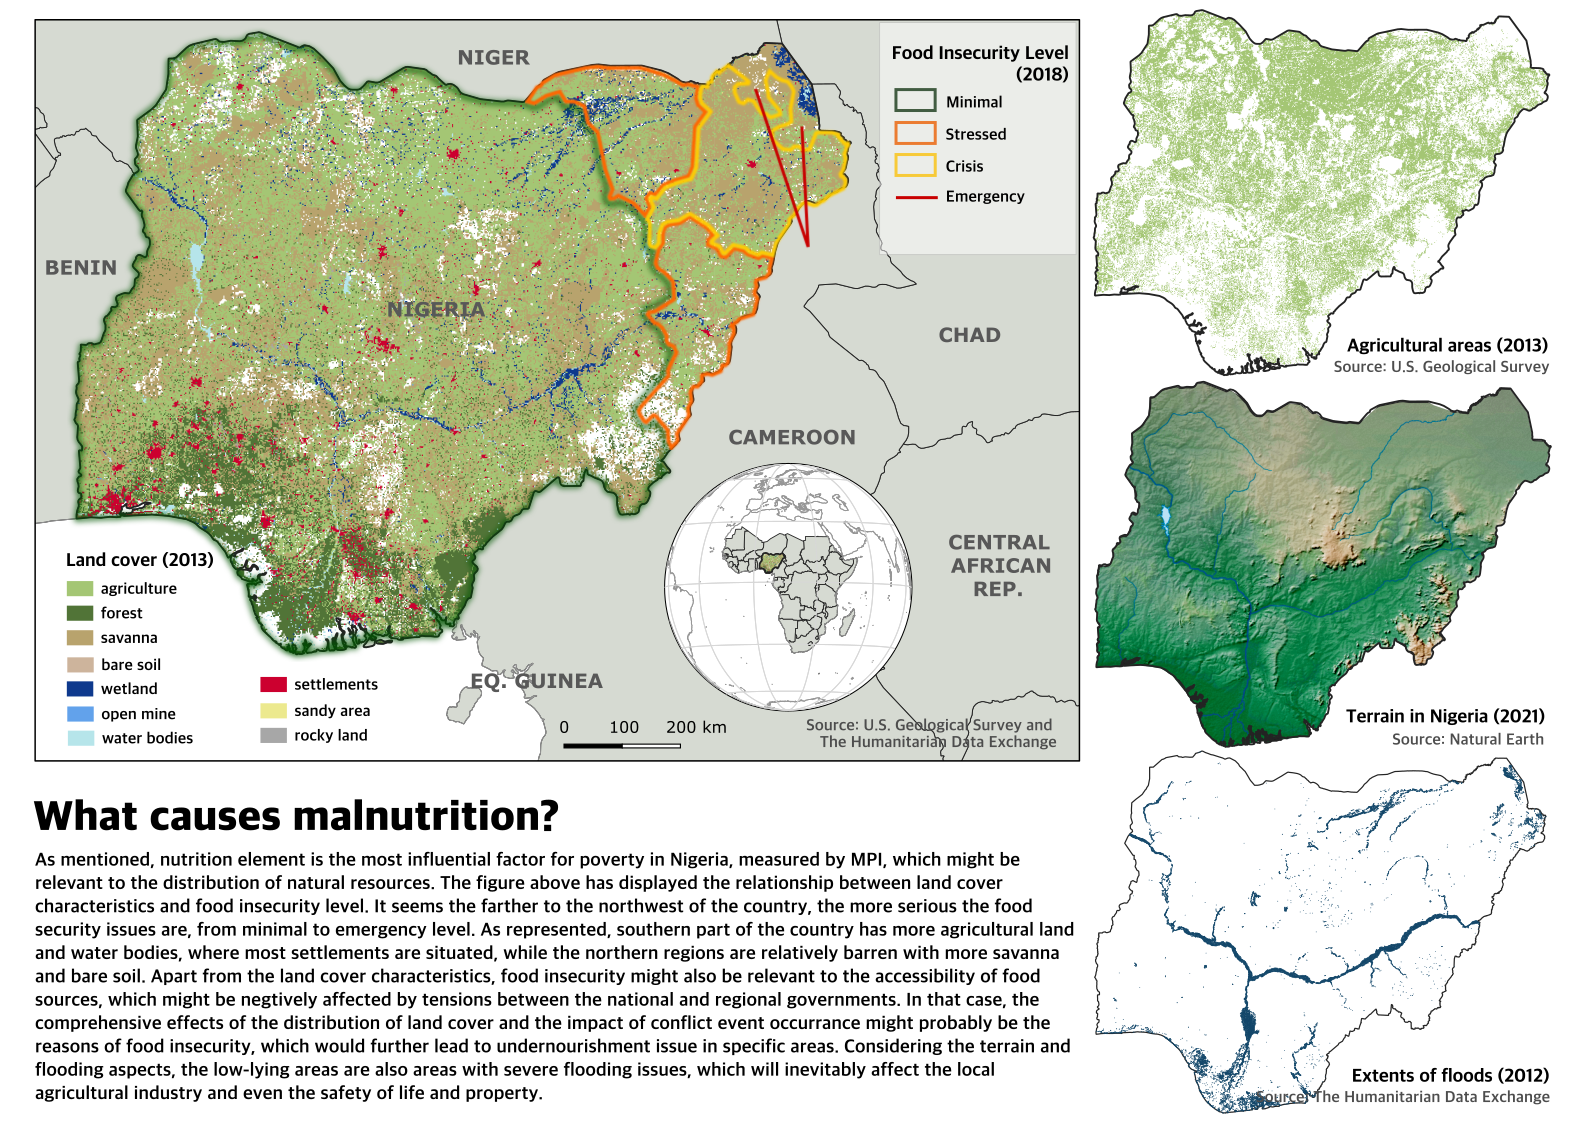 NIGER
BENIN
NIGERIA
CHAD
CAMEROON
CENTRAL
AFRICAN
REP.
EQ. GUINEA
Food Insecurity Level
(2018)
Minimal
Stressed
Crisis
Emergency
Land cover (2013)
agriculture
forest
savanna
bare soil
wetland
open mine
water bodies
settlements
sandy area
rocky land
0 100 200 km
Source: U.S. Geological Survey and
The Humanitarian Data Exchange
Agricultural areas (2013)
Source: U.S. Geological Survey
Terrain in Nigeria (2021)
Source: Natural Earth
Extents of floods (2012)
Source: The Humanitarian Data Exchange
What causes malnutrition?
As mentioned, nutrition element is the most influential factor for poverty in Nigeria, measured by MPI, which might be
relevant to the distribution of natural resources. The figure above has displayed the relationship between land cover
characteristics and food insecurity level. It seems the farther to the northwest of the country, the more serious the food
security issues are, from minimal to emergency level. As represented, southern part of the country has more agricultural land
and water bodies, where most settlements are situated, while the northern regions are relatively barren with more savanna
and bare soil. Apart from the land cover characteristics, food insecurity might also be relevant to the accessibility of food
sources, which might be negtively affected by tensions between the national and regional governments. In that case, the
comprehensive effects of the distribution of land cover and the impact of conflict event occurrance might probably be the
reasons of food insecurity, which would further lead to undernourishment issue in specific areas. Considering the terrain and
flooding aspects, the low-lying areas are also areas with severe flooding issues, which will inevitably affect the local
agricultural industry and even the safety of life and property.